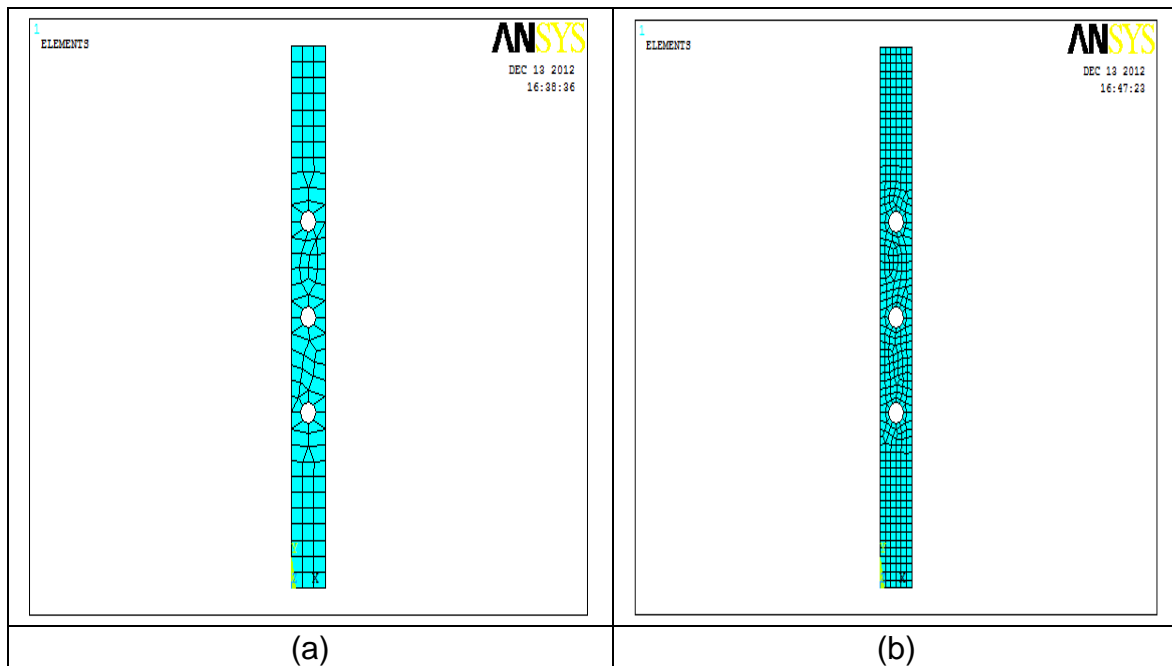 1
ELEMENTS
ANSYS
DEC 13 2012
16:38:36
X
(a)
1
ELEMENTS
ANSYS
DEC 13 2012
16:47:23
X
(b)